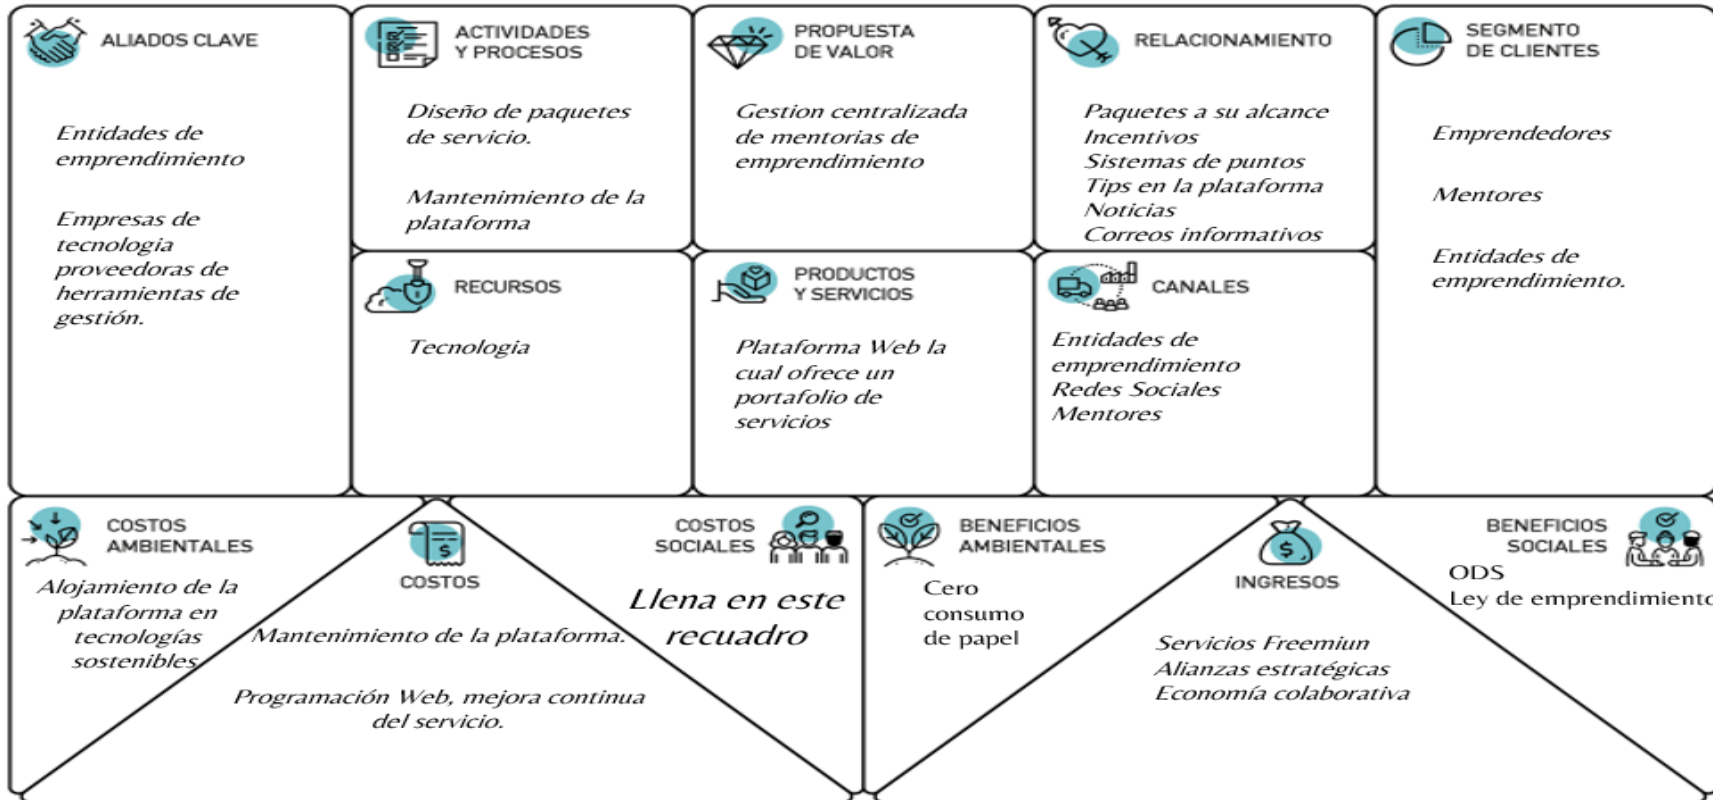 ALIADOS CLAVE
Entidades de
emprendimiento
Empresas de
tecnologia
proveedoras de
herramientas de
gestión.
ACTIVIDADES
Y PROCESOS
Diseño de paquetes
de servicio.
Mantenimiento de la
plataforma
RECURSOS
Tecnologia
PROPUESTA
DE VALOR
Gestion centralizada
de mentorias de
emprendimiento
PRODUCTOS
Y SERVICIOS
Plataforma Web la
cual ofrece un
portafolio de
servicios
RELACIONAMIENTO
Paquetes a su alcance
Incentivos
Sistemas de puntos
Tips en la plataforma
Noticias
Correos informativos
CANALES
Entidades de
emprendimiento
Redes Sociales
Mentores
SEGMENTO
DE CLIENTES
Emprendedores
Mentores
Entidades de
emprendimiento.
COSTOS
AMBIENTALES
Alojamiento de la
plataforma en
tecnologías
sostenibles
$
COSTOS
Mantenimiento de la plataforma.
Programación Web, mejora continua
del servicio.
COSTOS
SOCIALES
Llena en este
recuadro
BENEFICIOS
AMBIENTALES
Cero
consumo
de papel
$
INGRESOS
Servicios Freemiun
Alianzas estratégicas
Economía colaborativa
BENEFICIOS
SOCIALES
ODS
Ley de emprendimiento